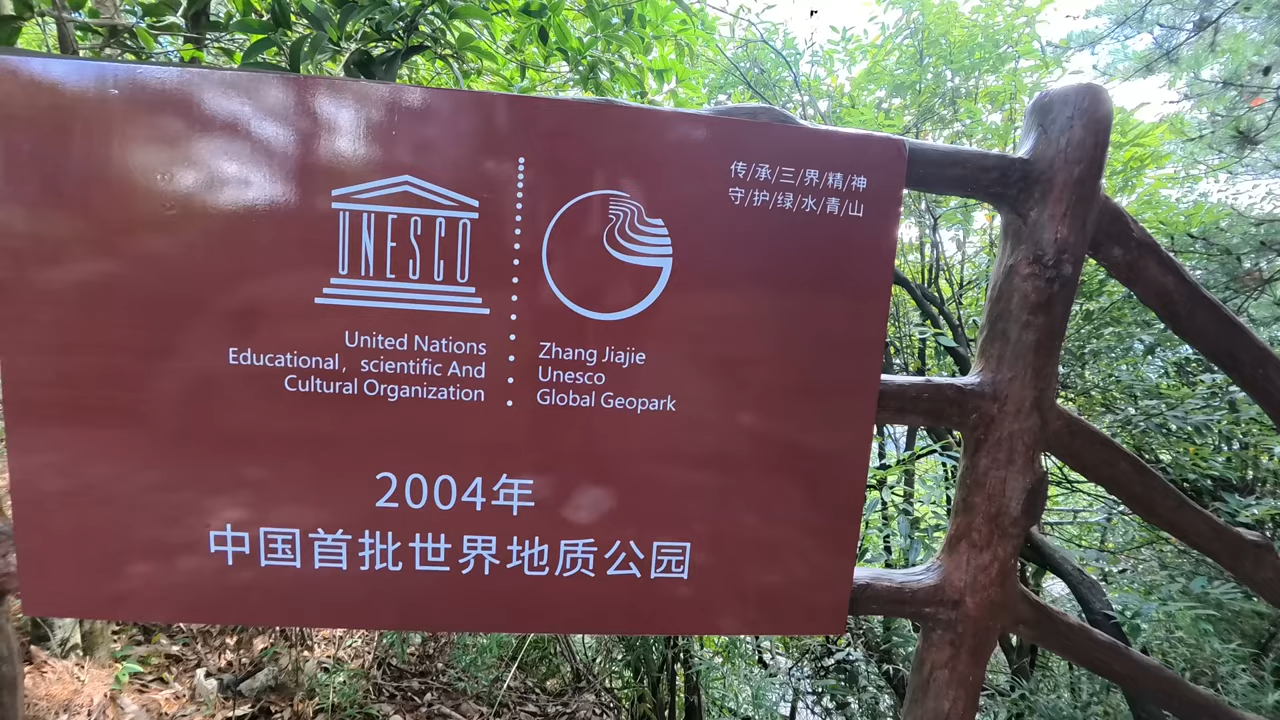 传/承/三/界/精/神
守/护/绿/水/青/山
UNESCO
United Nations
Educational，scientific And
Cultural Organization
Zhang Jiajie
Unesco
Global Geopark
2004年
中国首批世界地质公园